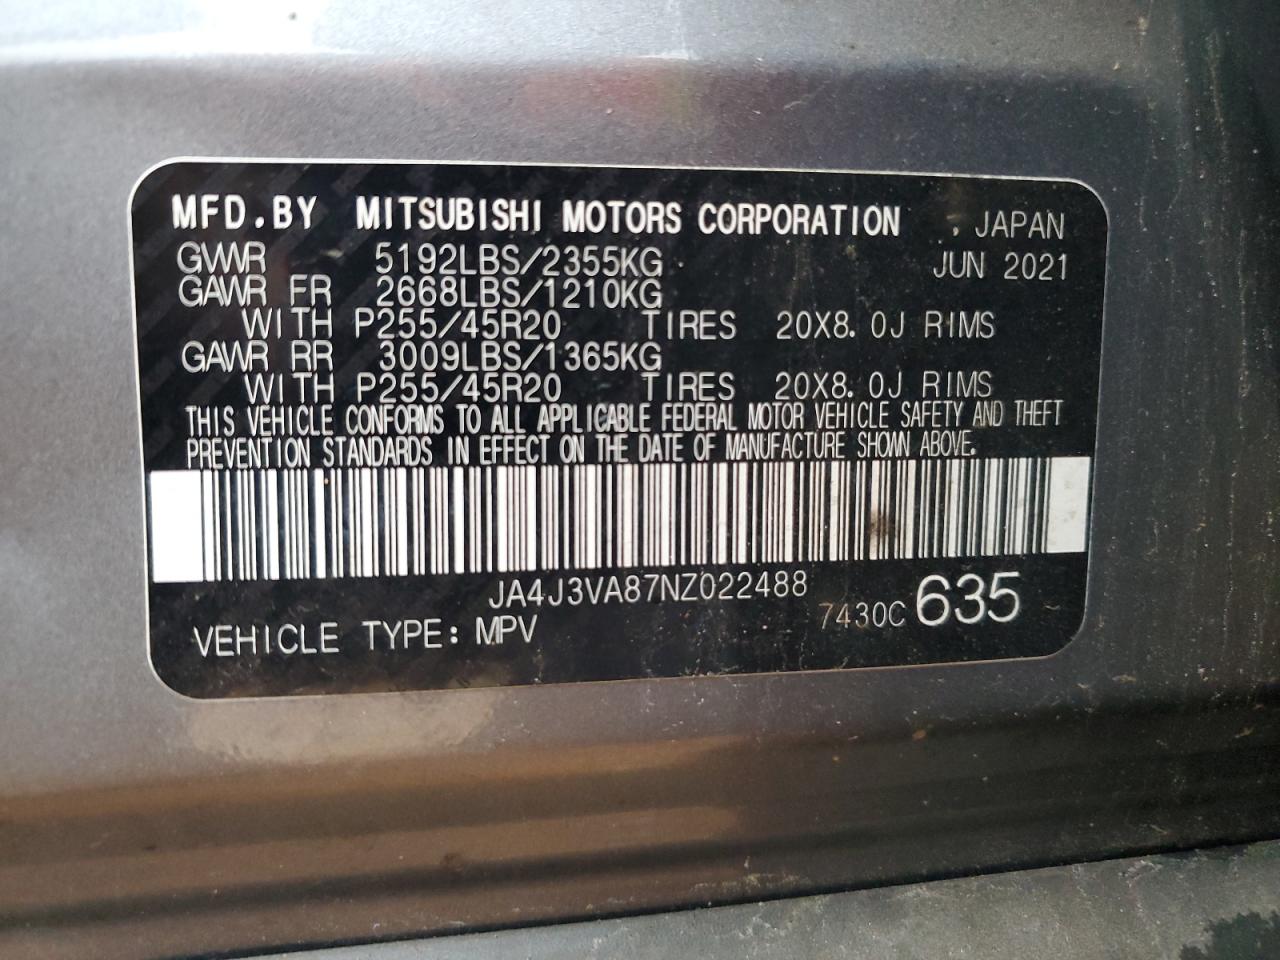 MFD.BY MITSUBISHI MOTORS CORPORATION , JAPAN
GVWR 5192LBS/2355KG JUN 2021
GAWR FR 2668LBS/1210KG
WITH P255/45R20 TIRES 20X8.0J RIMS
GAWR RR 3009LBS/1365KG
WITH P255/45R20 TIRES 20X8.0J RIMS
THIS VEHICLE CONFORMS TO ALL APPLICABLE FEDERAL MOTOR VEHICLE SAFETY AND THEFT
PREVENTION STANDARDS IN EFFECT ON THE DATE OF MANUFACTURE SHOWN ABOVE.
JA4J3VA87NZ022488
7430C 635
VEHICLE TYPE: MPV